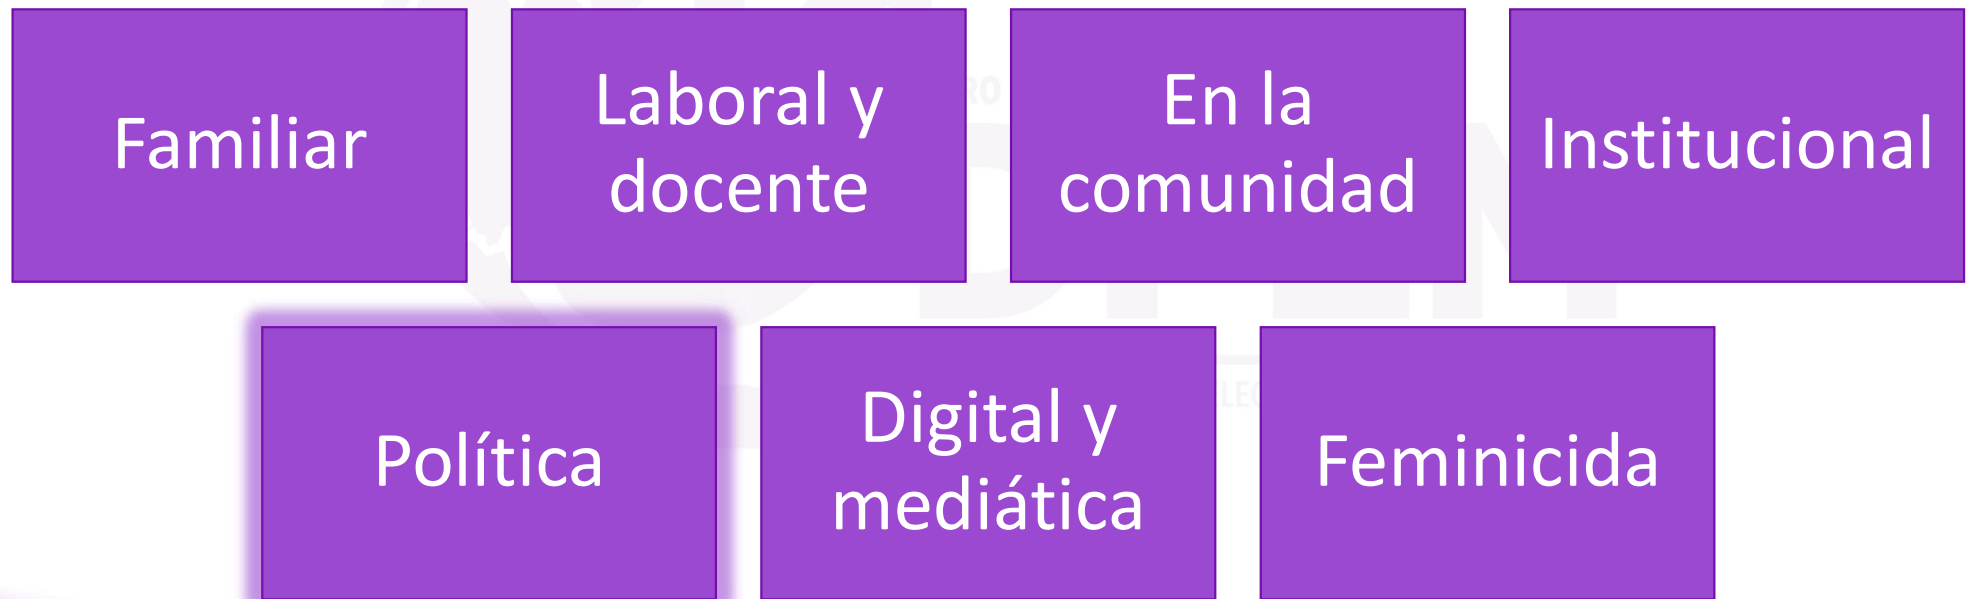 Familiar
Laboral y
docente
En la
comunidad
Institucional
Política
Digital y
mediática
Feminicida